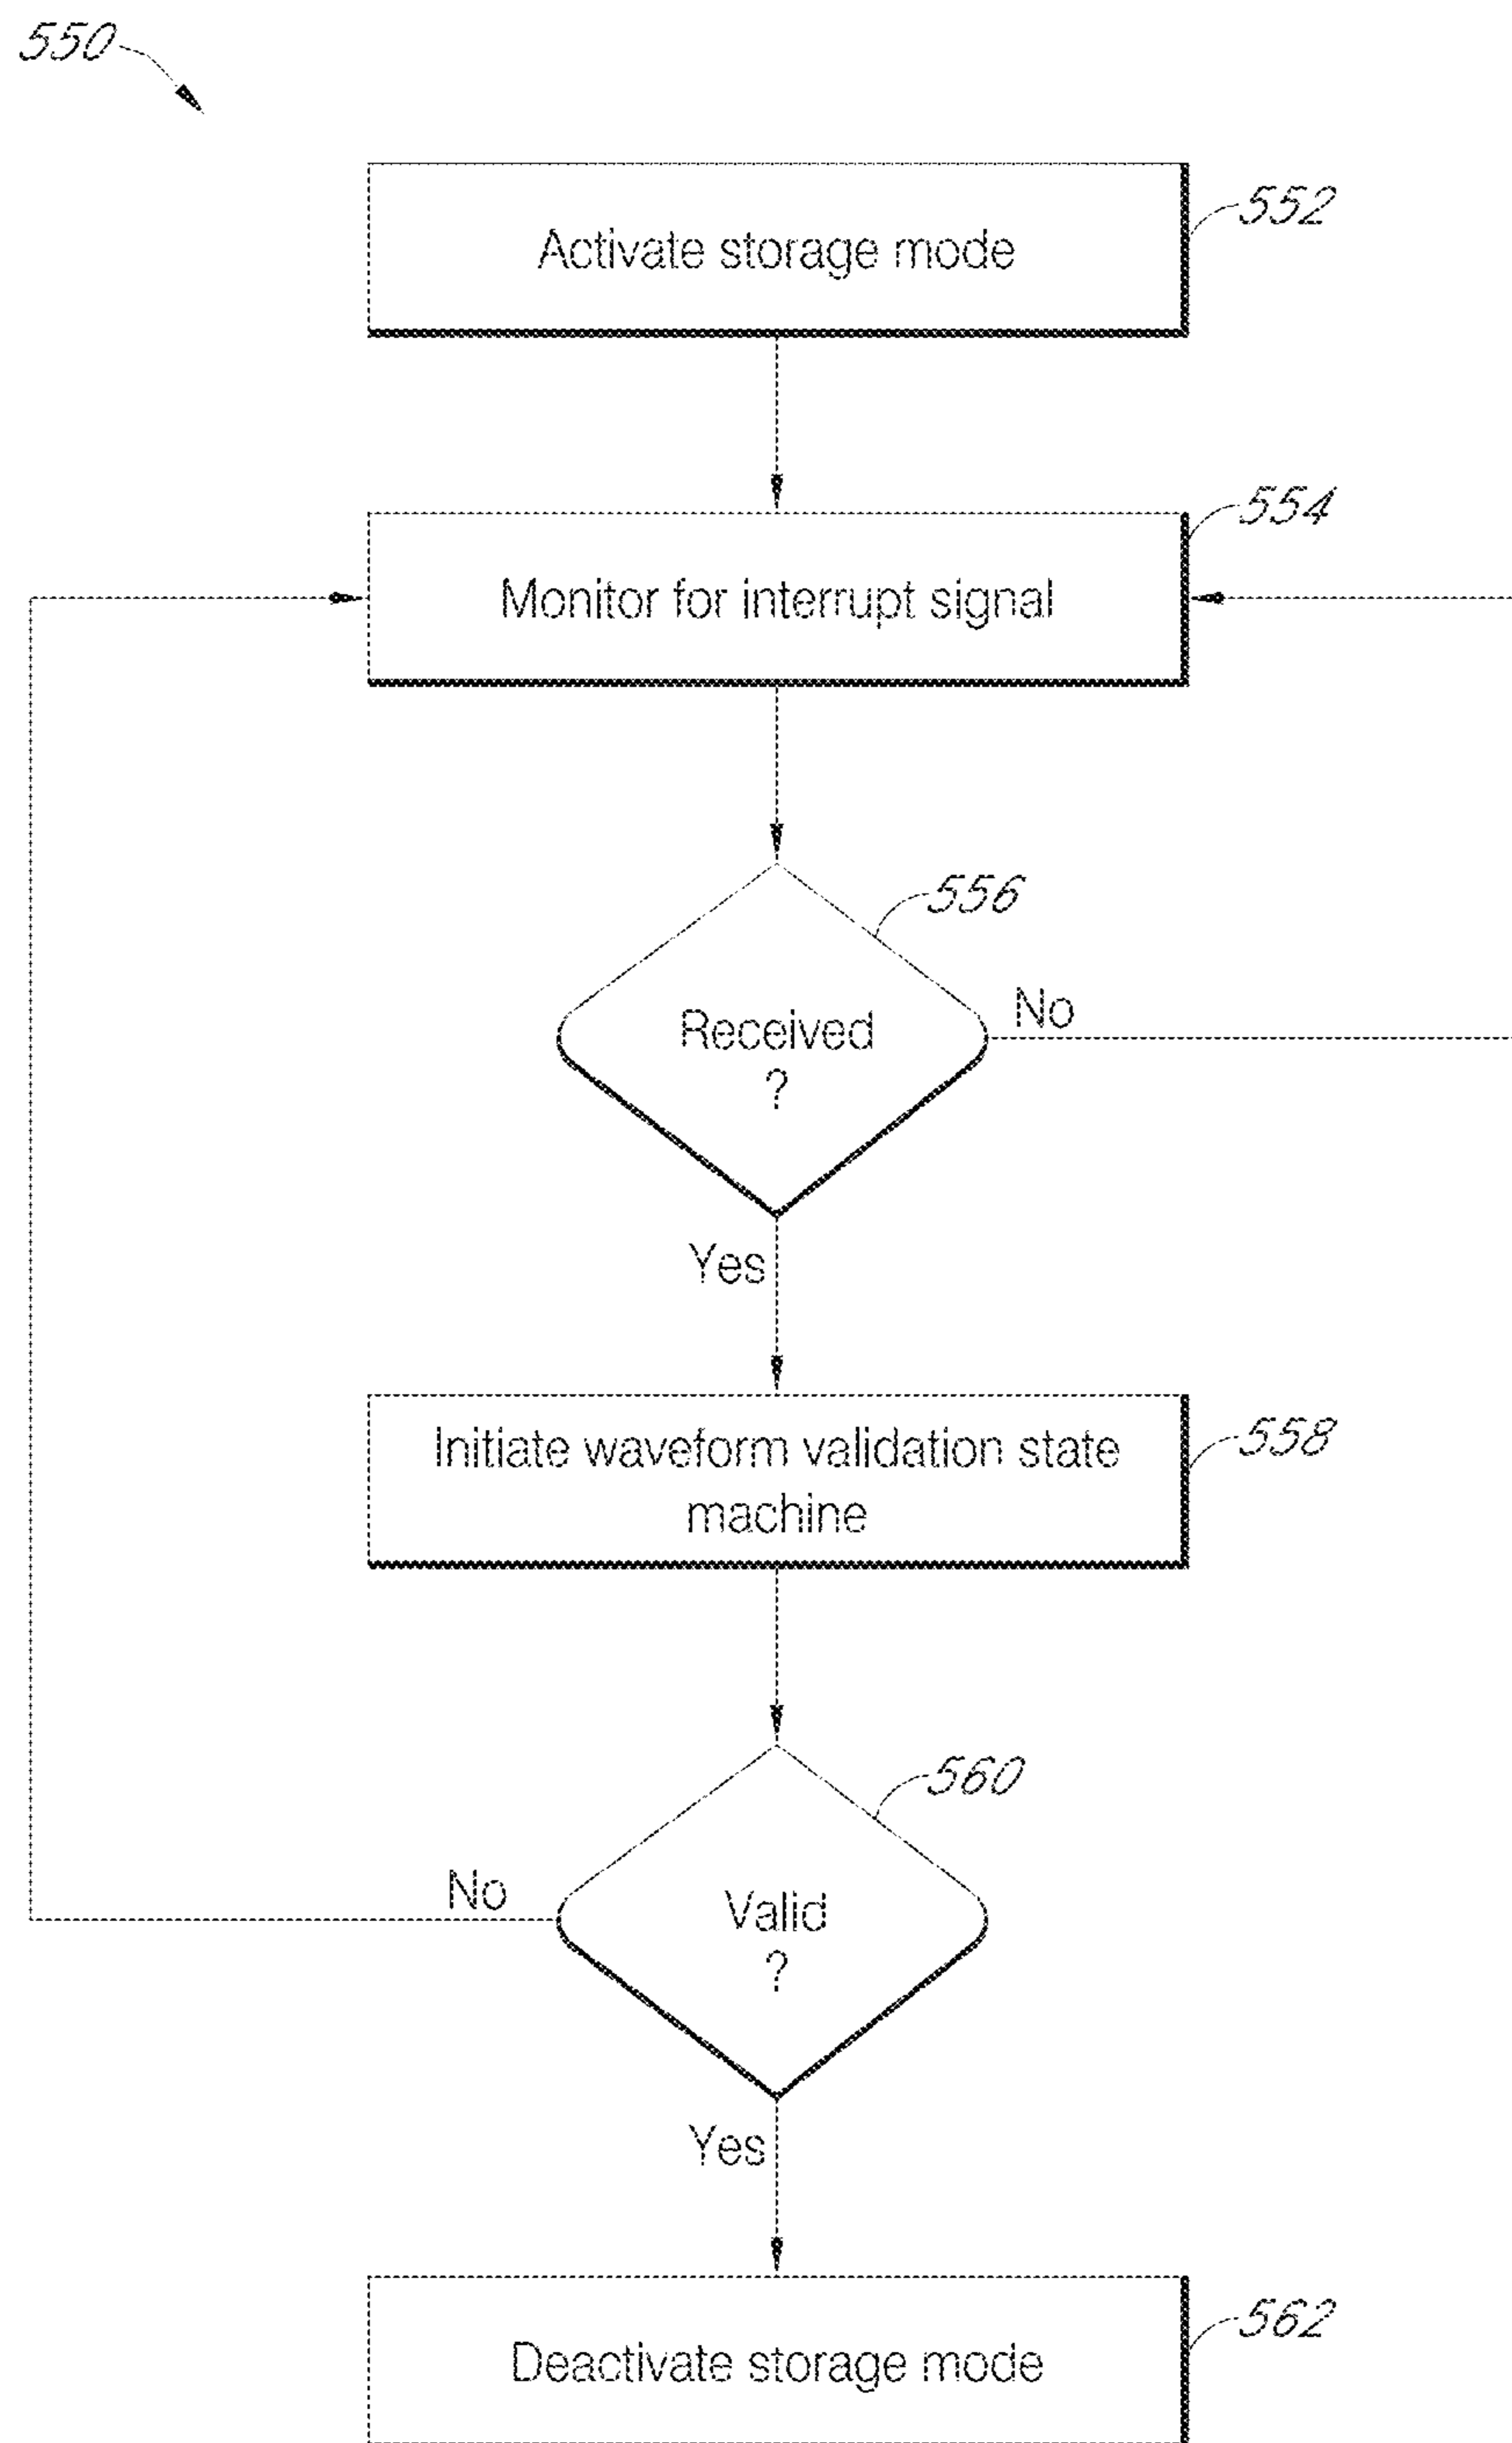 550
552
Activate storage mode
554
Monitor for interrupt signal
556
Received
?
No
Yes
558
Initiate waveform validation state
machine
560
Valid
?
No
Yes
562
Deactivate storage mode